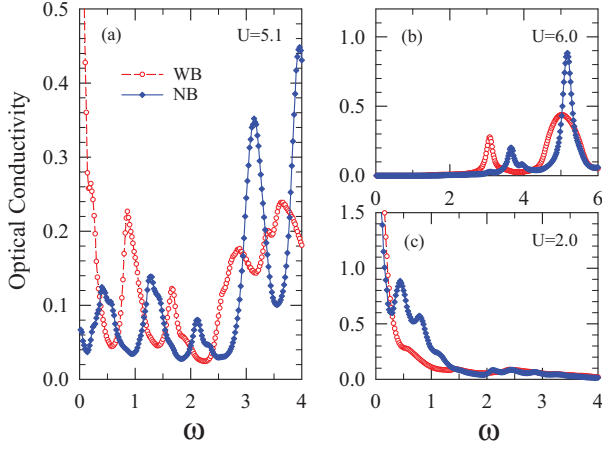 Optical Conductivity
(a) U=5.1
WB
NB
0.5
0.4
0.3
0.2
0.1
0.0
0 1 2 3 4
ω
(b) U=6.0
1.0
0.5
0.0
0 2 4 6
(c) U=2.0
1.5
1.0
0.5
0.0
0 1 2 3 4
ω